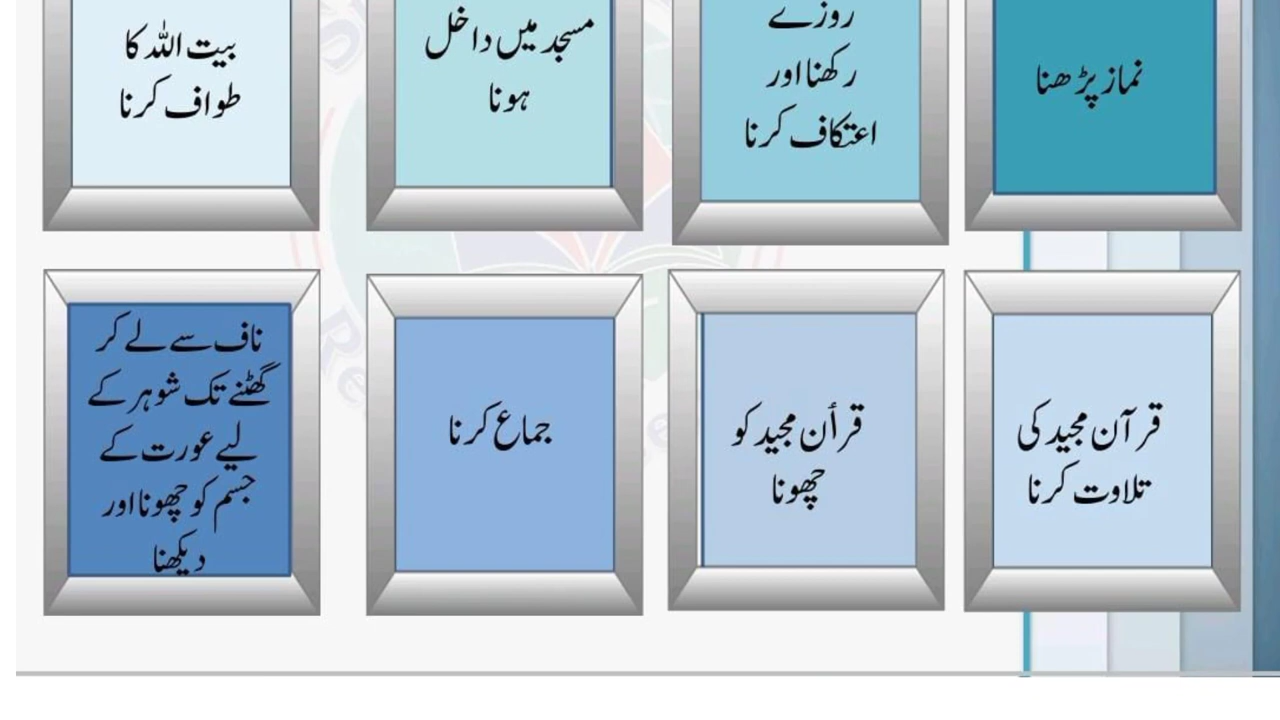 نماز پڑھنا
روزے
رکھنا اور
اعتکاف کرنا
مسجد میں داخل
ہونا
بیت اللہ کا
طواف کرنا
قرآن مجید کی
تلاوت کرنا
قرأن مجید کو
چھونا
جماع کرنا
ناف سے لے کر
گھٹنے تک شوہر کے
لیے عورت کے
جسم کو چھونا اور
دیکھنا